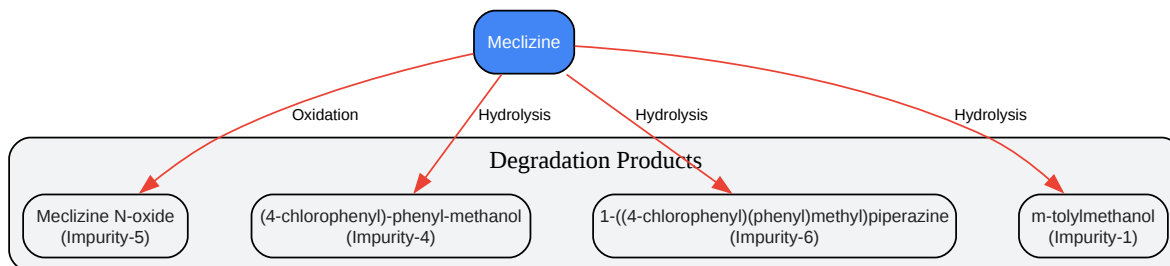 Meclizine
Oxidation
Hydrolysis
Hydrolysis
Hydrolysis
Degradation Products
Meclizine N-oxide
(Impurity-5)
(4-chlorophenyl)-phenyl-methanol
(Impurity-4)
1-((4-chlorophenyl)(phenyl)methyl)piperazine
(Impurity-6)
m-tolylmethanol
(Impurity-1)